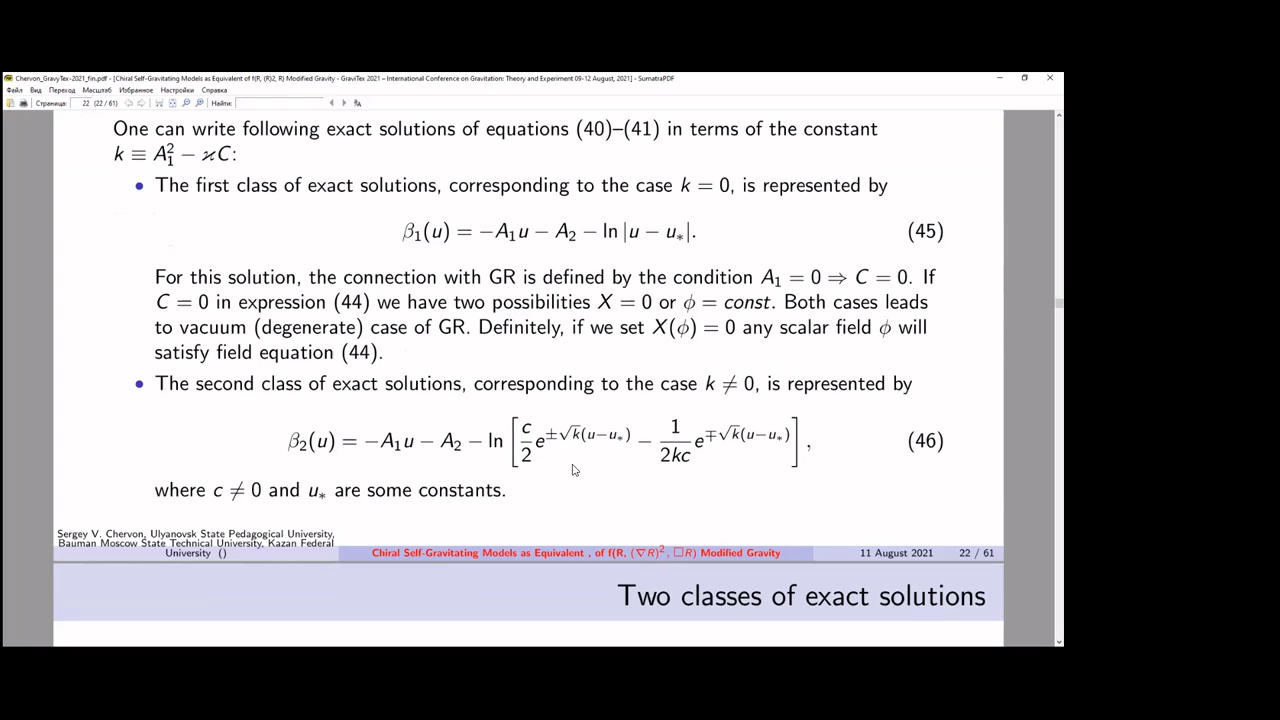 Chervon_GravyTex-2021_fin.pdf - [Chiral Self-Gravitating Models as Equivalent of f(R, (R)2, R) Modified Gravity - GraviTex 2021 – International Conference on Gravitation: Theory and Experiment 09-12 August, 2021] - SumatraPDF
Файл Вид Переход Масштаб Избранное Настройки Справка
Страница: 22 (22 / 61) Найти:
One can write following exact solutions of equations (40)–(41) in terms of the constant
k ≡ A₁² − ϰC:
• The first class of exact solutions, corresponding to the case k = 0, is represented by
β₁(u) = −A₁u − A₂ − ln |u − u∗|. (45)
For this solution, the connection with GR is defined by the condition A₁ = 0 ⇒ C = 0. If
C = 0 in expression (44) we have two possibilities X = 0 or ϕ = const. Both cases leads
to vacuum (degenerate) case of GR. Definitely, if we set X(ϕ) = 0 any scalar field ϕ will
satisfy field equation (44).
• The second class of exact solutions, corresponding to the case k ≠ 0, is represented by
β₂(u) = −A₁u − A₂ − ln [ c/2 e^{±√k(u−u∗)} − 1/2kc e^{∓√k(u−u∗)} ] , (46)
where c ≠ 0 and u∗ are some constants.
Sergey V. Chervon, Ulyanovsk State Pedagogical University,
Bauman Moscow State Technical University, Kazan Federal
University ()
Chiral Self-Gravitating Models as Equivalent , of f(R, (∇R)², □R) Modified Gravity
11 August 2021 22 / 61
Two classes of exact solutions